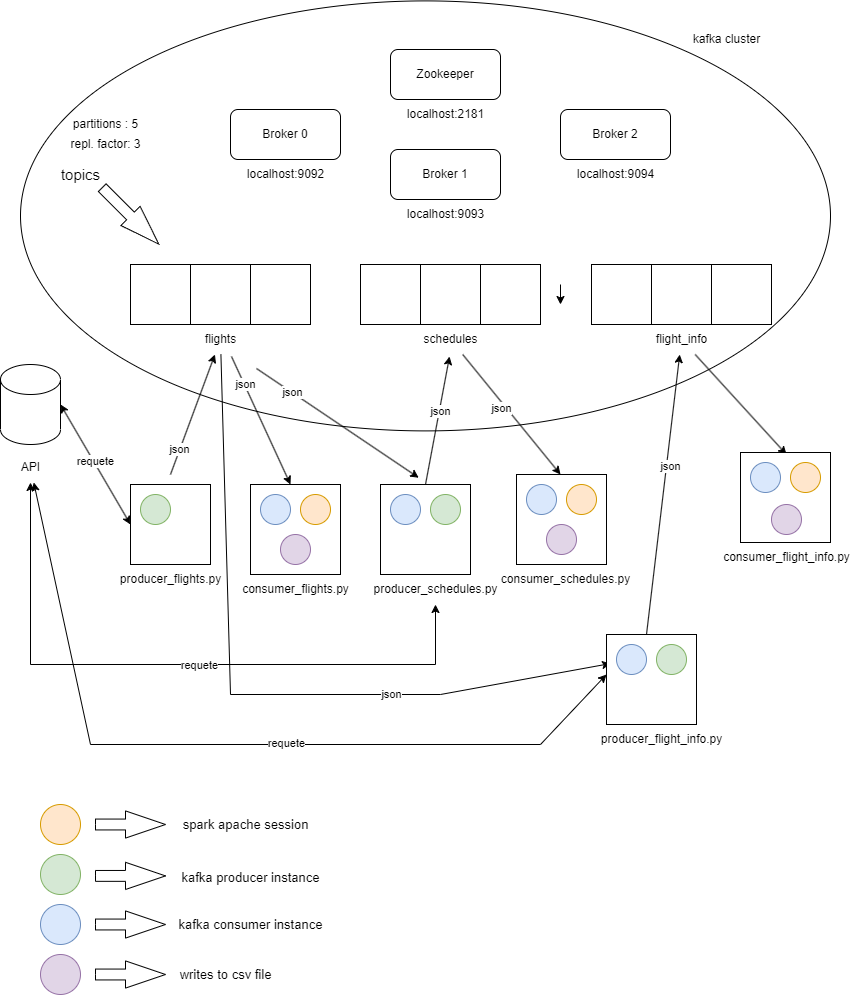 kafka cluster
Zookeeper
localhost:2181
partitions : 5
repl. factor: 3
topics
Broker 0
localhost:9092
Broker 1
localhost:9093
Broker 2
localhost:9094
flights
schedules
flight_info
json
json
json
json
json
json
API
requete
producer_flights.py
consumer_flights.py
producer_schedules.py
consumer_schedules.py
consumer_flight_info.py
requete
json
producer_flight_info.py
requete
spark apache session
kafka producer instance
kafka consumer instance
writes to csv file